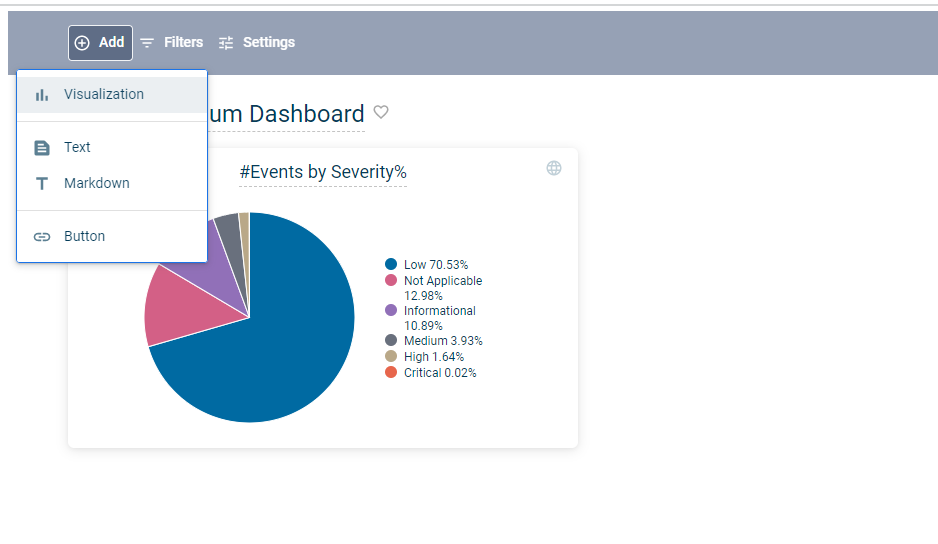 Add Filters Settings
Visualization
Text
Markdown
Button
um Dashboard
#Events by Severity%
Low 70.53%
Not Applicable
12.98%
Informational
10.89%
Medium 3.93%
High 1.64%
Critical 0.02%